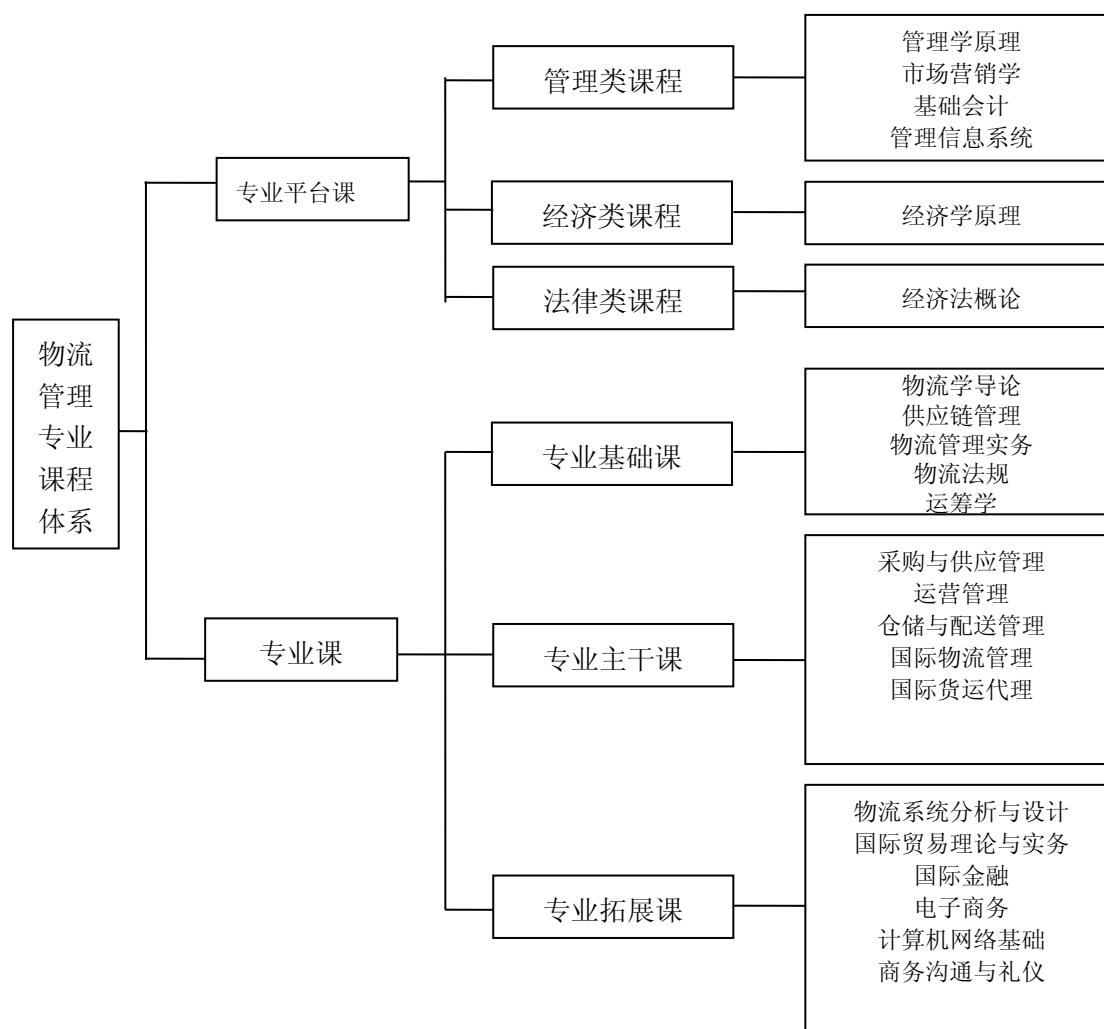 物流
管理
专业
课程
体系
专业平台课
管理类课程
管理学原理
市场营销学
基础会计
管理信息系统
经济类课程
经济学原理
法律类课程
经济法概论
专业课
专业基础课
物流学导论
供应链管理
物流管理实务
物流法规
运筹学
专业主干课
采购与供应管理
运营管理
仓储与配送管理
国际物流管理
国际货运代理
专业拓展课
物流系统分析与设计
国际贸易理论与实务
国际金融
电子商务
计算机网络基础
商务沟通与礼仪